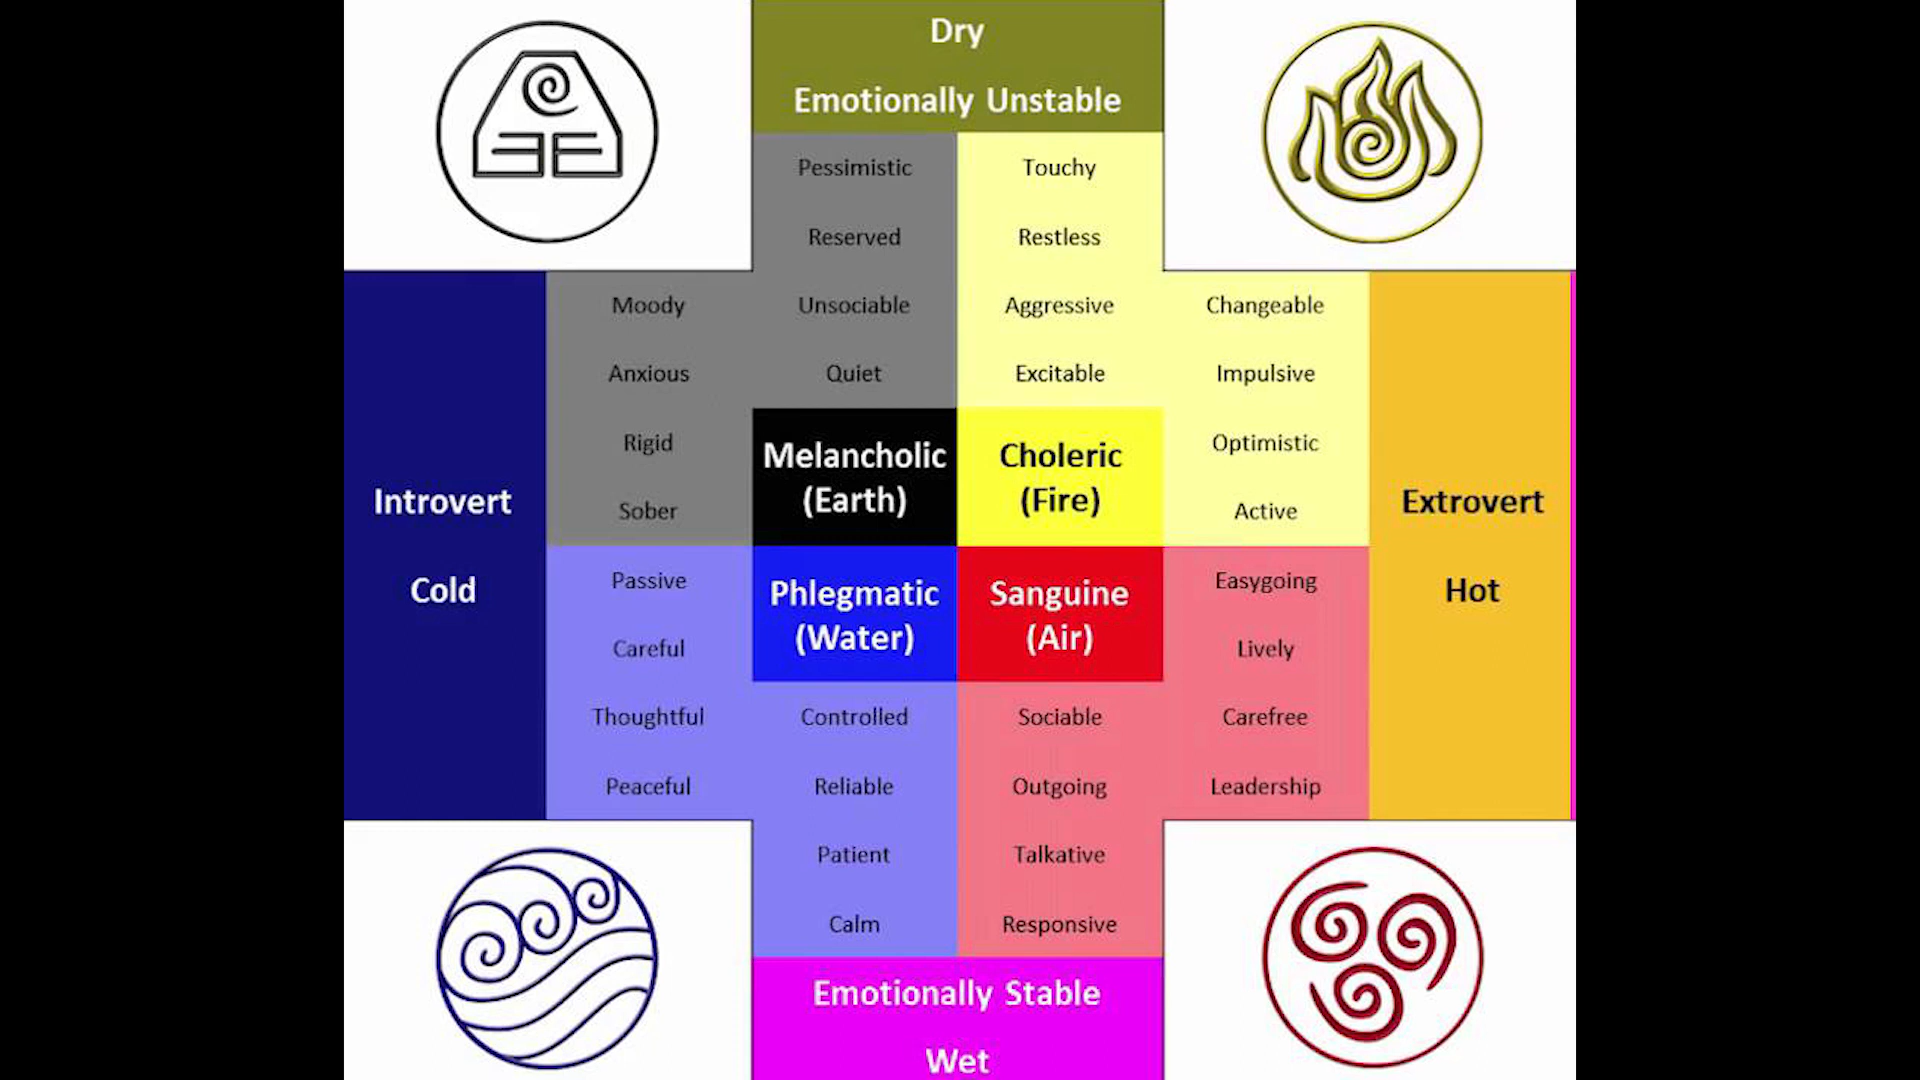 Dry
Emotionally Unstable
Pessimistic
Touchy
Reserved
Restless
Moody
Unsociable
Aggressive
Changeable
Anxious
Quiet
Excitable
Impulsive
Rigid
Melancholic
(Earth)
Choleric
(Fire)
Optimistic
Sober
Active
Introvert
Cold
Extrovert
Hot
Passive
Phlegmatic
(Water)
Sanguine
(Air)
Easygoing
Careful
Lively
Thoughtful
Controlled
Sociable
Carefree
Peaceful
Reliable
Outgoing
Leadership
Patient
Talkative
Calm
Responsive
Emotionally Stable
Wet